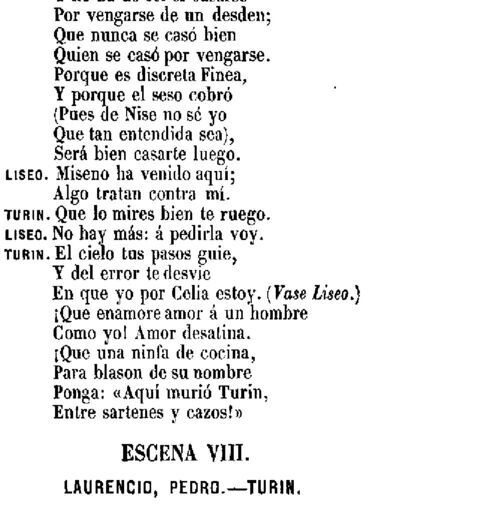 Por vengarse de un desden;
Que nunca se casó bien
Quien se casó por vengarse.
Porque es discreta Finea,
Y porque el seso cobró
(Pues de Nise no sé yo
Que tan entendida sea),
Será bien casarte luego.
LISEO. Miseno ha venido aquí;
Algo tratan contra mí.
TURIN. Que lo mires bien te ruego.
LISEO. No hay más: á pedirla voy.
TURIN. El cielo tus pasos guie,
Y del error te desvie
En que yo por Celia estoy. (Vase Liseo.)
¡Que enamore amor á un hombre
Como yo! Amor desatina.
¡Que una ninfa de cocina,
Para blason de su nombre
Ponga: «Aquí murió Turin,
Entre sartenes y cazos!»
ESCENA VIII.
LAURENCIO, PEDRO.—TURIN.